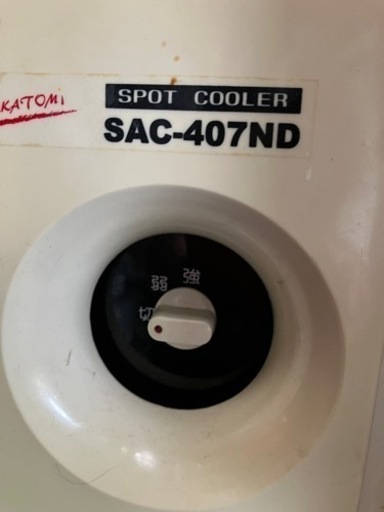 KATOMI
SPOT COOLER
SAC-407ND
弱 強
切